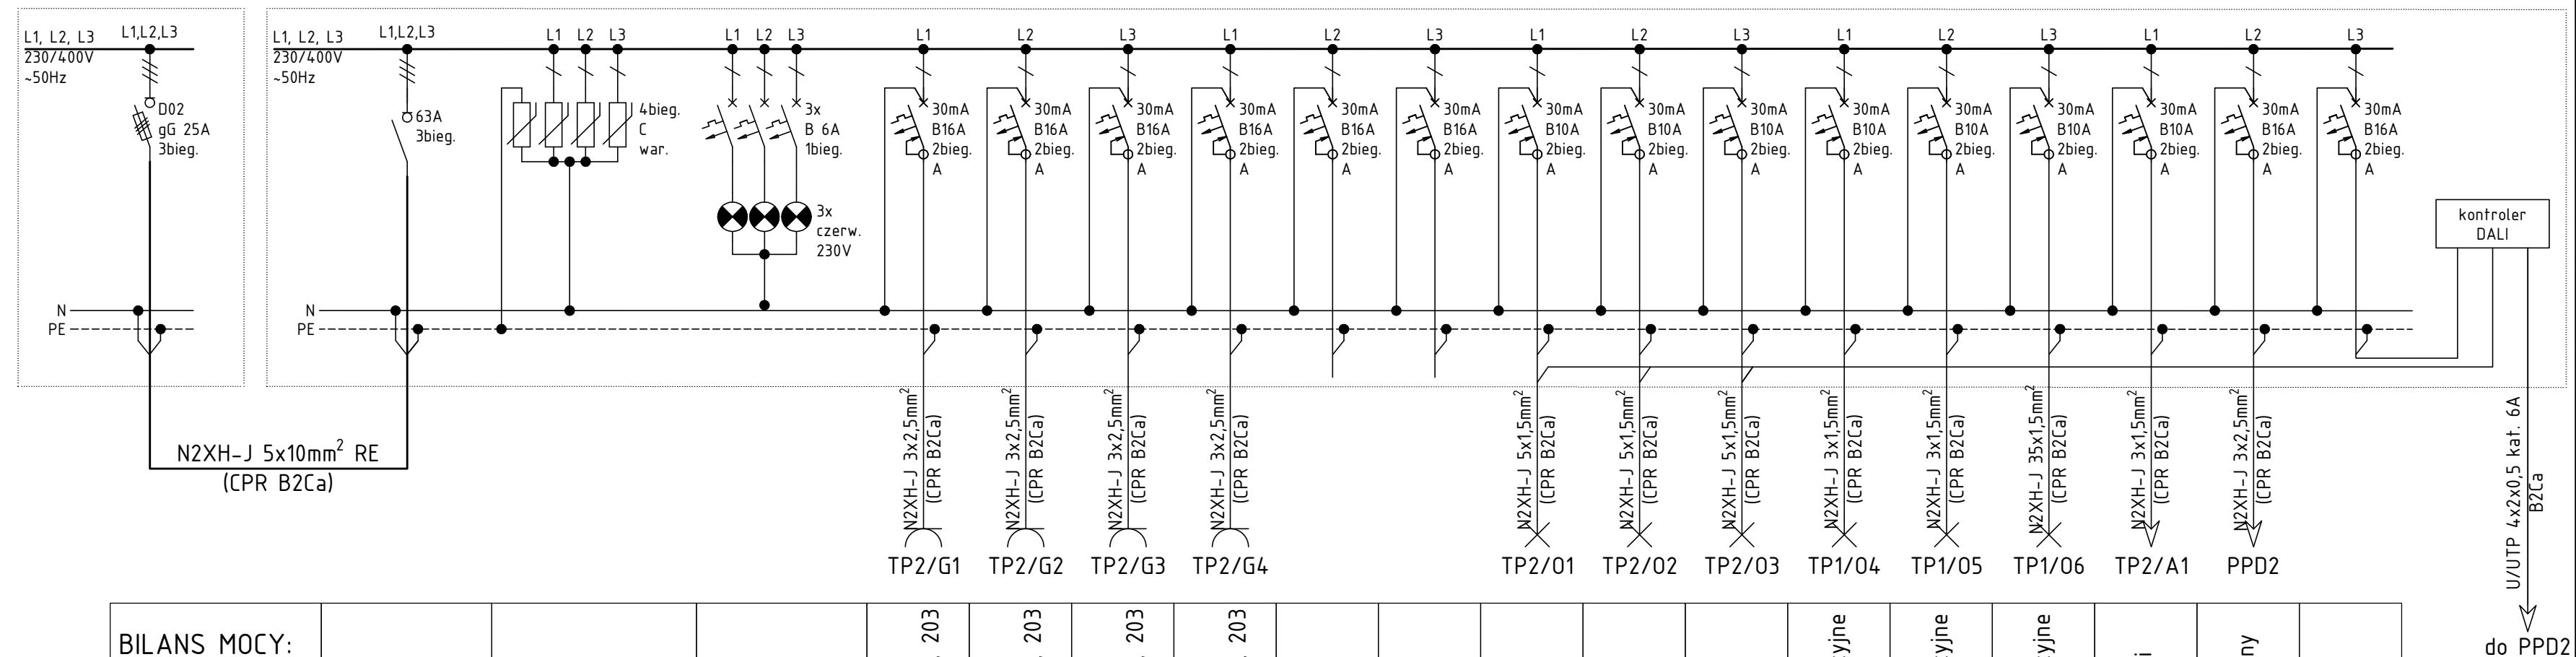 L1, L2, L3
230/400V
~50Hz
L1,L2,L3
D02
gG 25A
3bieg.
N
PE
L1, L2, L3
230/400V
~50Hz
L1,L2,L3
63A
3bieg.
N
PE
L1 L2 L3
4bieg.
C
war.
L1 L2 L3
3x
B 6A
1bieg.
3x
czerw.
230V
L1
30mA
B16A
2bieg.
A
L2
30mA
B16A
2bieg.
A
L3
30mA
B16A
2bieg.
A
L1
30mA
B16A
2bieg.
A
L2
30mA
B16A
2bieg.
A
L3
30mA
B16A
2bieg.
A
L1
30mA
B10A
2bieg.
A
L2
30mA
B10A
2bieg.
A
L3
30mA
B10A
2bieg.
A
L1
30mA
B10A
2bieg.
A
L2
30mA
B10A
2bieg.
A
L3
30mA
B10A
2bieg.
A
L1
30mA
B10A
2bieg.
A
L2
30mA
B16A
2bieg.
A
L3
30mA
B16A
2bieg.
A
kontroler
DALI
N2XH-J 5x10mm² RE
(CPR B2Ca)
N2XH-J 3x2,5mm²
(CPR B2Ca)
N2XH-J 3x2,5mm²
(CPR B2Ca)
N2XH-J 3x2,5mm²
(CPR B2Ca)
N2XH-J 3x2,5mm²
(CPR B2Ca)
N2XH-J 5x1,5mm²
(CPR B2Ca)
N2XH-J 5x1,5mm²
(CPR B2Ca)
N2XH-J 5x1,5mm²
(CPR B2Ca)
N2XH-J 3x1,5mm²
(CPR B2Ca)
N2XH-J 3x1,5mm²
(CPR B2Ca)
N2XH-J 35x1,5mm²
(CPR B2Ca)
N2XH-J 3x1,5mm²
(CPR B2Ca)
N2XH-J 3x2,5mm²
(CPR B2Ca)
U/UTP 4x2x0,5 kat. 6A
B2Ca
TP2/G1
TP2/G2
TP2/G3
TP2/G4
TP2/O1
TP2/O2
TP2/O3
TP1/O4
TP1/O5
TP1/O6
TP2/A1
PPD2
do PPD2
BILANS MOCY:
203
203
203
203
yjne
yjne
yjne
i
ny